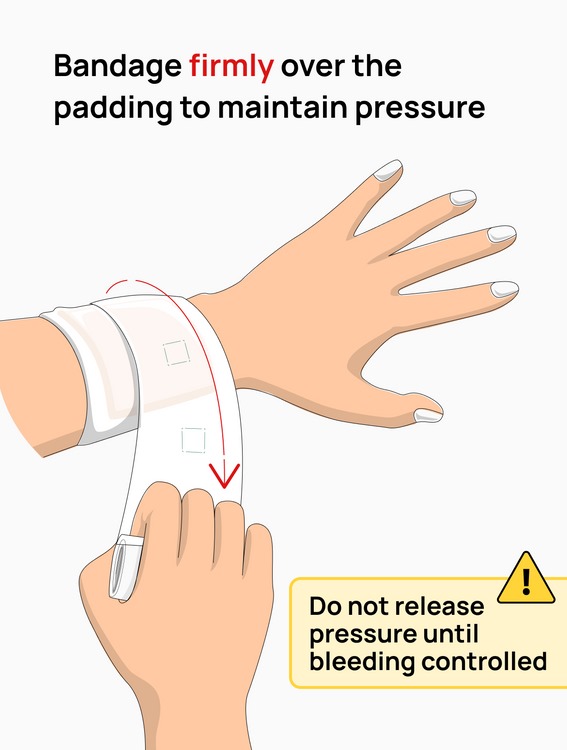 Bandage firmly over the
padding to maintain pressure
!
Do not release
pressure until
bleeding controlled